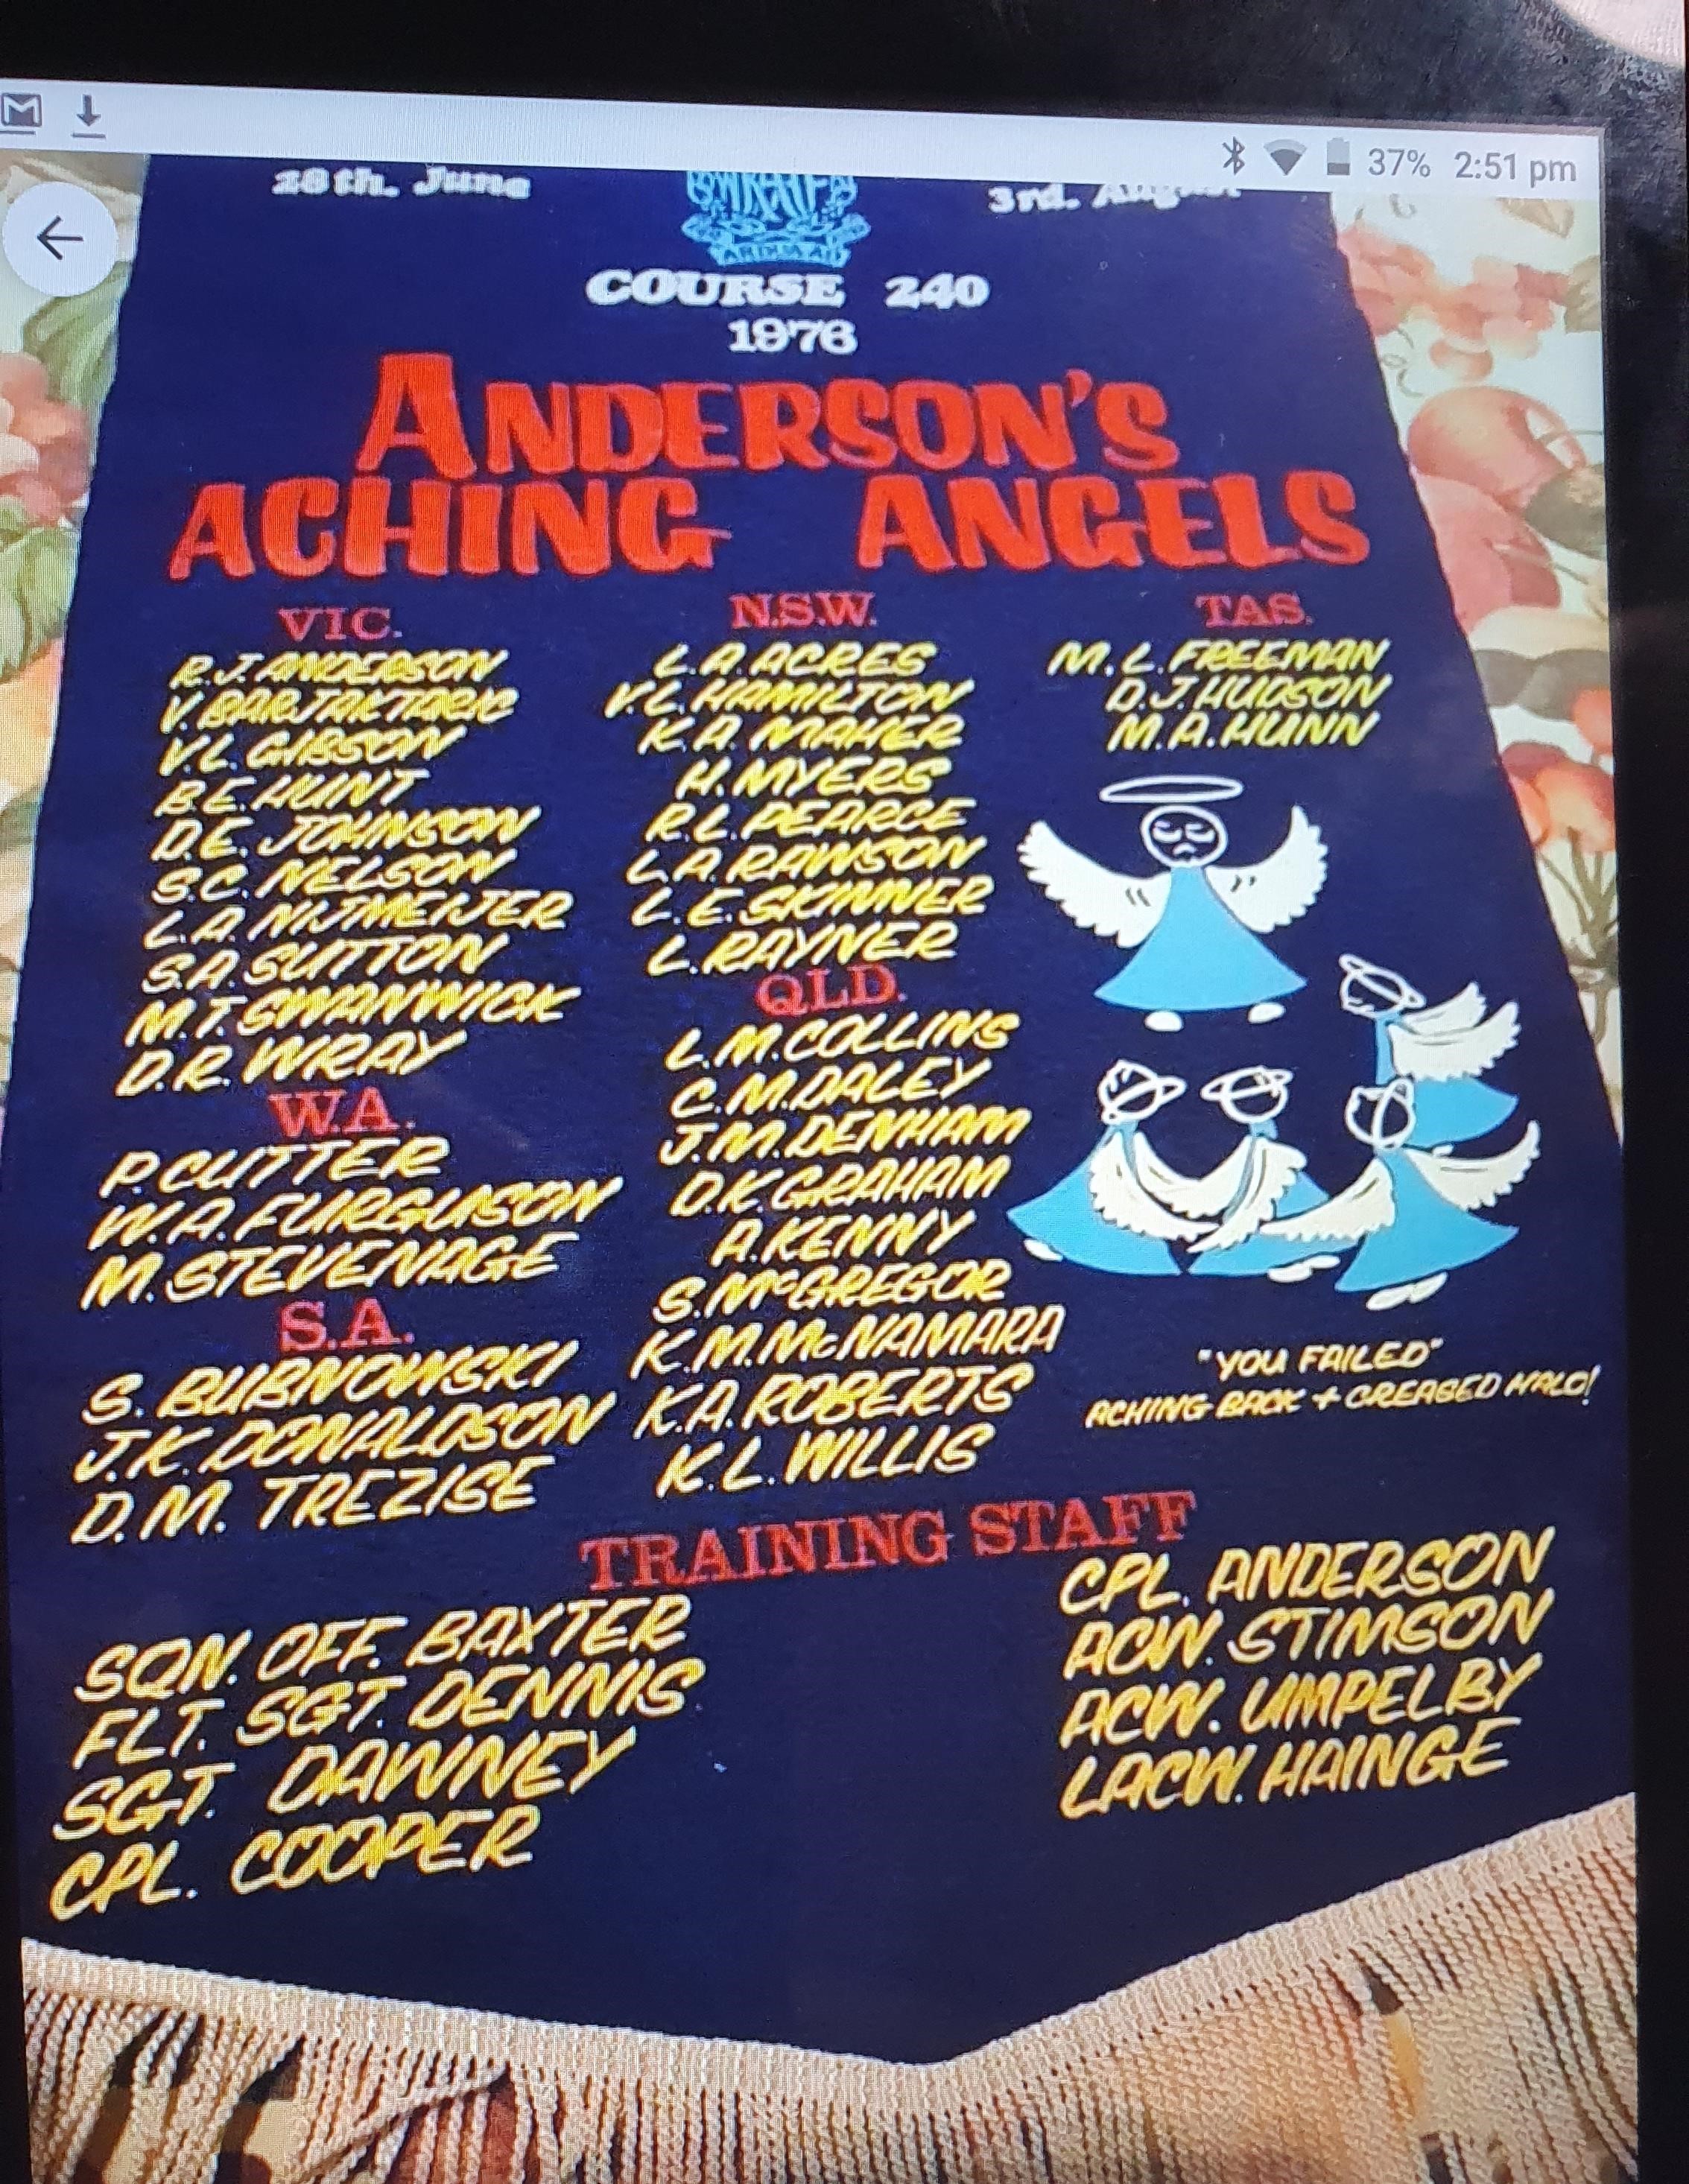 37% 2:51 pm
28th. June
3rd. August
WRAAF
COURSE 240
1976
ANDERSON'S
ACHING ANGELS
VIC.
R.J. ANDERSON
V. BARJAKTARIC
V.L. GIBSON
B.E. HUNT
D.E. JOHNSON
S.C. NELSON
L.A. NIJMEIJER
S.A. SUTTON
M.T. SWANWICK
D.R. WRAY
W.A.
P. CUTTER
W.A. FURGUSON
M. STEVENAGE
S.A.
S. BUBNOWSKI
J.K. DONALDSON
D.M. TREZISE
N.S.W.
L.A. ACRES
V.L. HAMILTON
K.A. MAHER
H. MYERS
R.L. PEARCE
L.A. RAWSON
L.E. SKINNER
L. RAYNER
QLD.
L.M. COLLINS
C.M. DALEY
J.M. DENHAM
D.K. GRAHAM
A. KENNY
S. McGREGOR
K.M. McNAMARA
K.A. ROBERTS
K.L. WILLIS
TAS.
M.L. FREEMAN
D.J. HUDSON
M.A. HUNN
"YOU FAILED"
ACHING BACK + CREASED HALO!
TRAINING STAFF
SQN. OFF. BAXTER
FLT. SGT. DENNIS
SGT. DAWNEY
CPL. COOPER
CPL. ANDERSON
ACW. STIMSON
ACW. UMPELBY
LACW. HAINGE